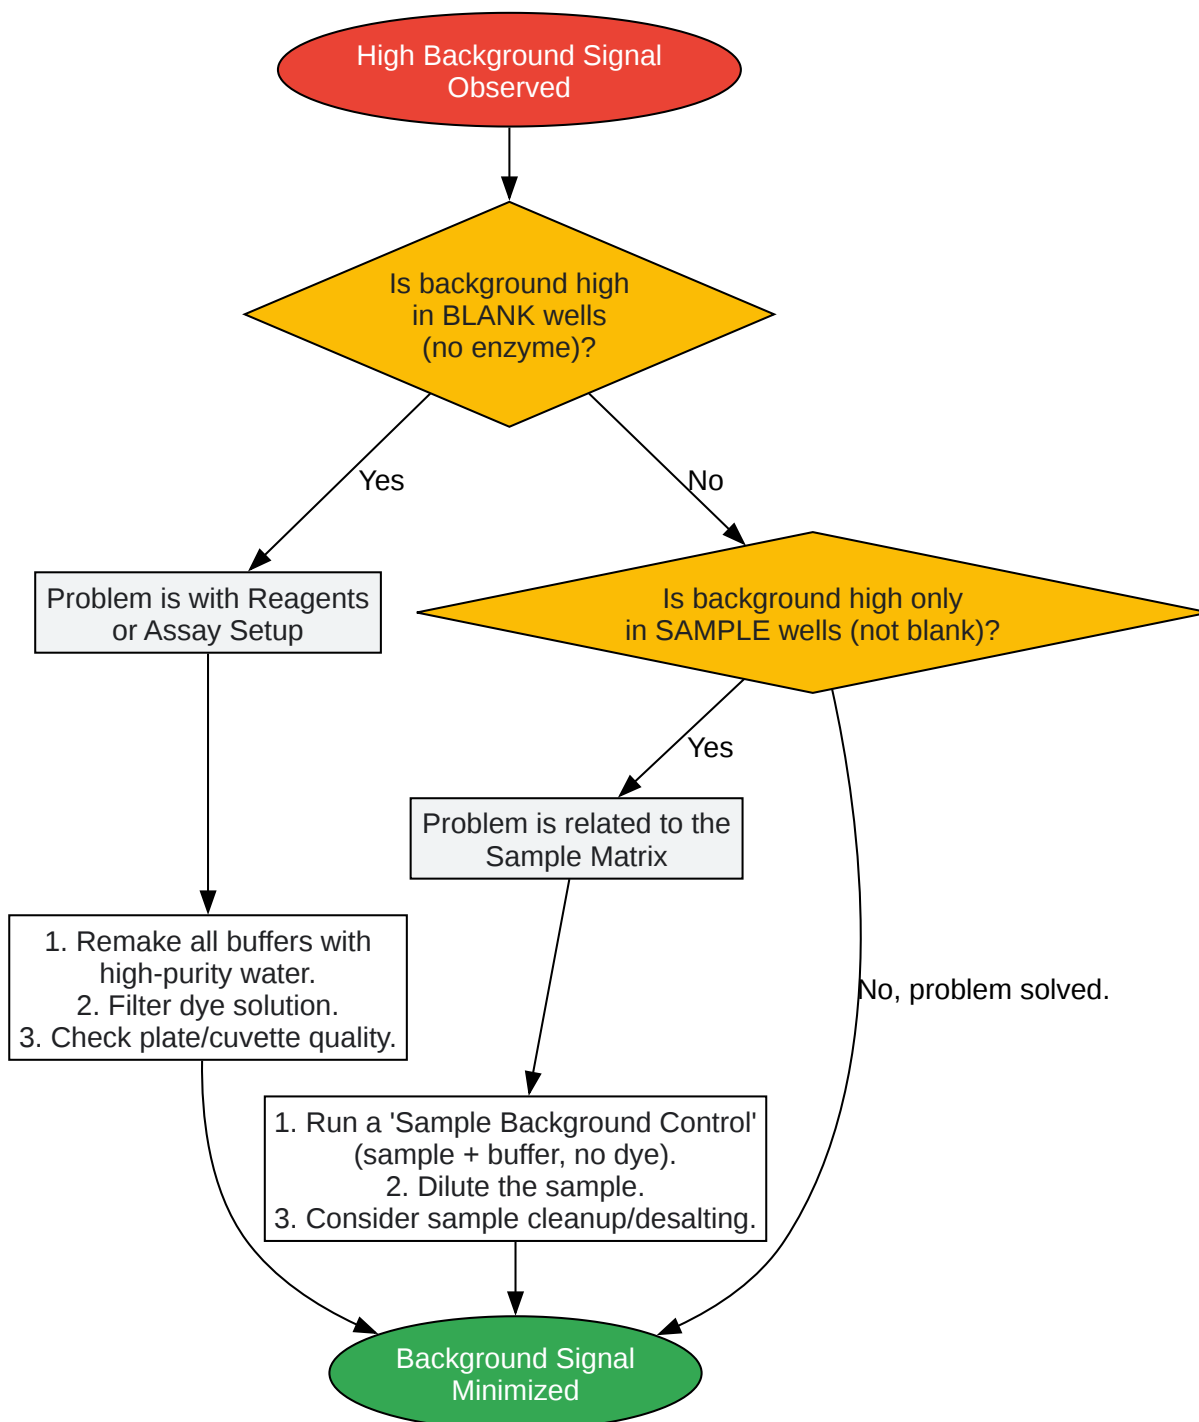 High Background Signal
Observed
Is background high
in BLANK wells
(no enzyme)?
Yes
No
Problem is with Reagents
or Assay Setup
Is background high only
in SAMPLE wells (not blank)?
Yes
Problem is related to the
Sample Matrix
1. Remake all buffers with
high-purity water.
2. Filter dye solution.
3. Check plate/cuvette quality.
No, problem solved.
1. Run a 'Sample Background Control'
(sample + buffer, no dye).
2. Dilute the sample.
3. Consider sample cleanup/desalting.
Background Signal
Minimized